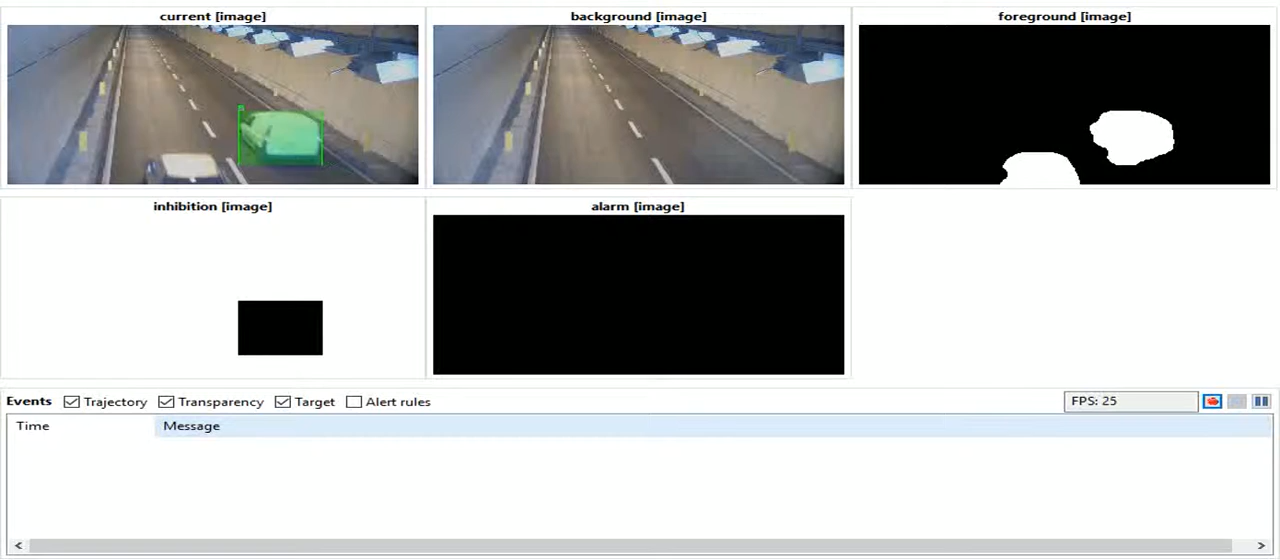 current [image]
background [image]
foreground [image]
inhibition [image]
alarm [image]
Events Trajectory Transparency Target Alert rules FPS: 25
Time Message